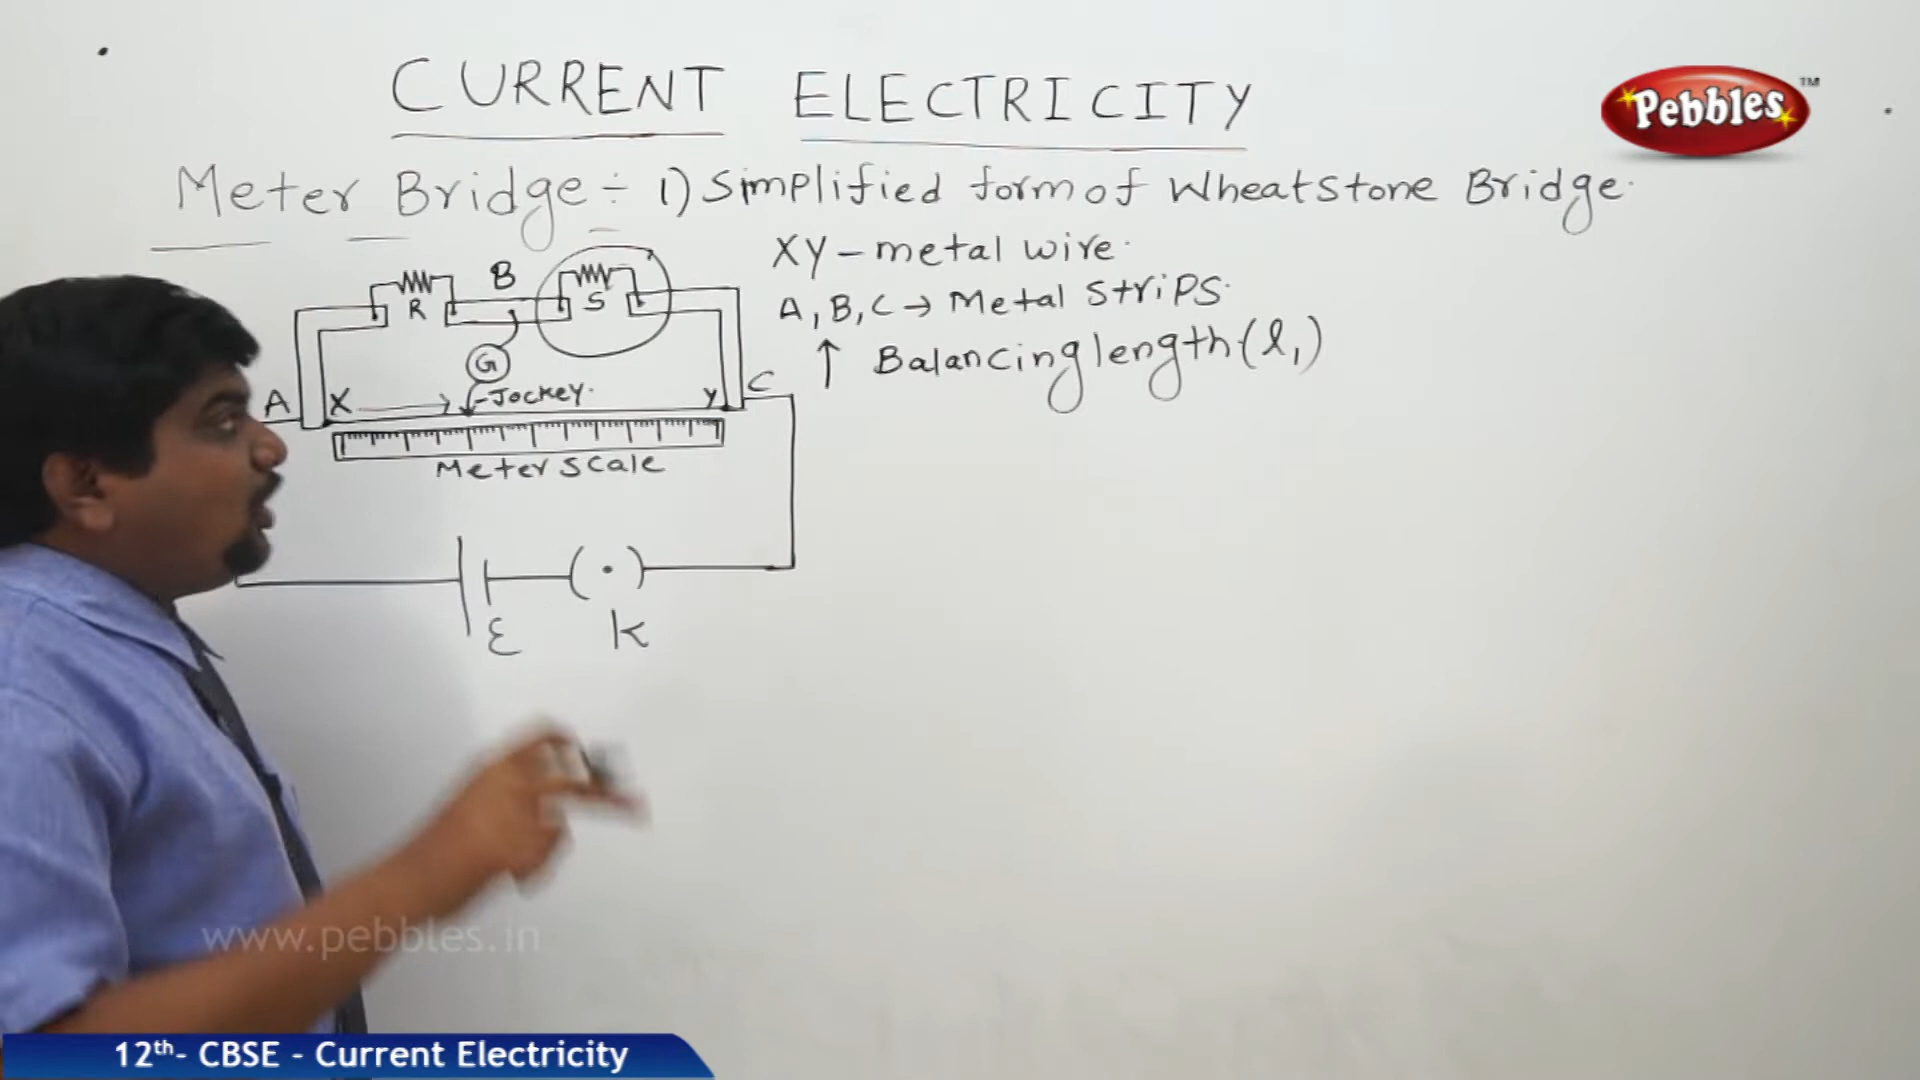 CURRENT ELECTRICITY
Pebbles™
Meter Bridge ÷ 1) Simplified form of Wheatstone Bridge.
XY - metal wire.
A, B, C → Metal Strips.
↑ Balancing length (l₁)
B
R
S
G
A
X
Jockey.
Y
C
Meter scale
ε
K
www.pebbles.in
12th- CBSE - Current Electricity